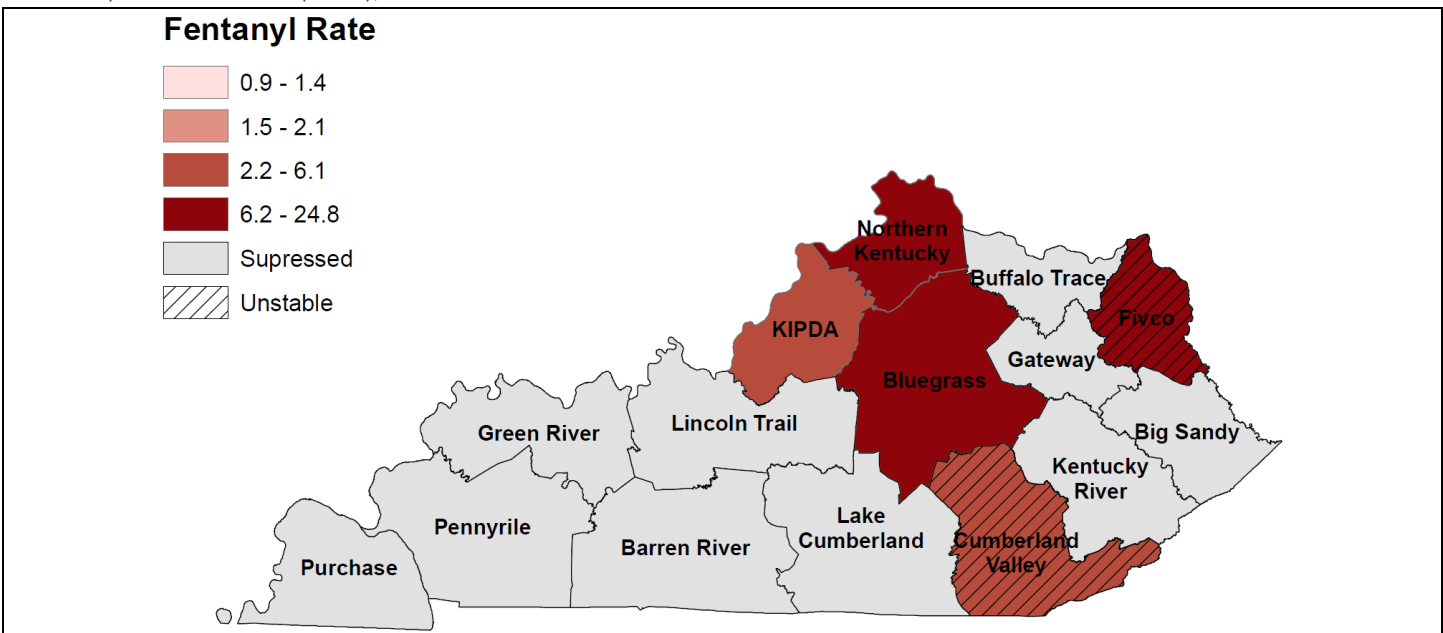 Fentanyl Rate
0.9 - 1.4
1.5 - 2.1
2.2 - 6.1
6.2 - 24.8
Supressed
Unstable
Northern
Kentucky
Buffalo Trace
Fivco
KIPDA
Gateway
Bluegrass
Lincoln Trail
Green River
Big Sandy
Kentucky
River
Lake
Cumberland
Pennyrile
Barren River
Cumberland
Valley
Purchase